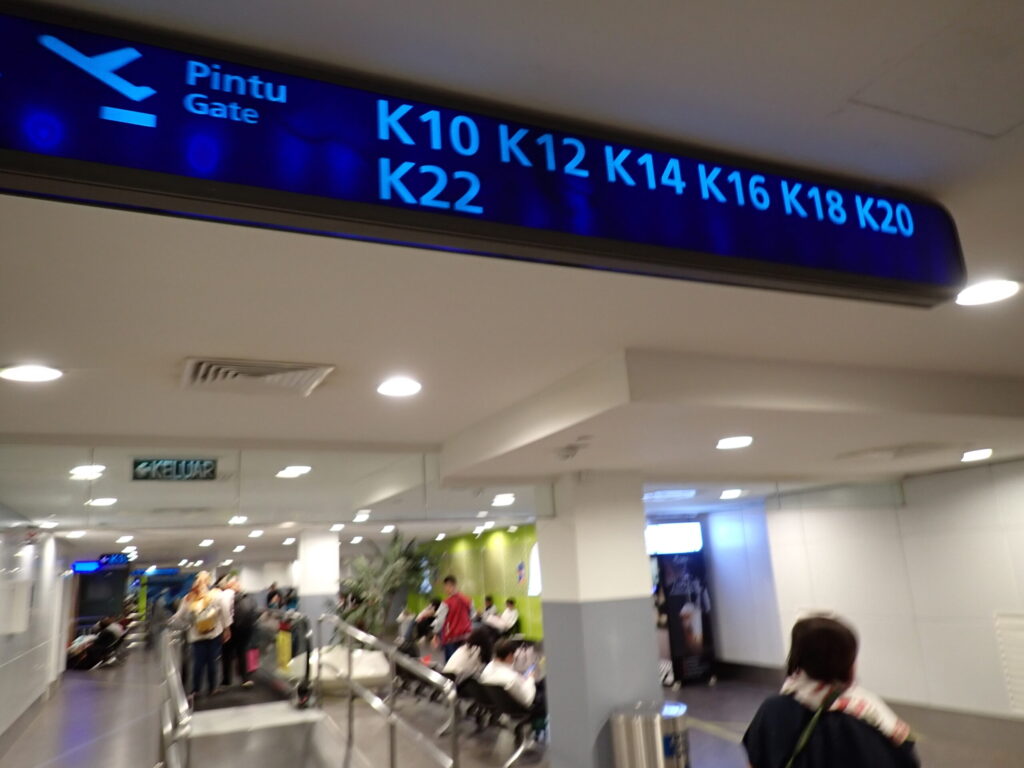 Pintu
Gate
K10 K12 K14 K16 K18 K20
K22
KELUAR